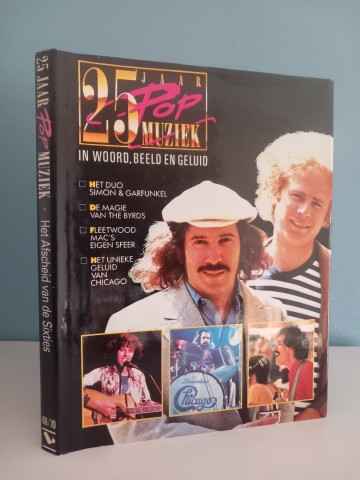 25 JAAR
Pop
MUZIEK
IN WOORD, BEELD EN GELUID
HET DUO
SIMON & GARFUNKEL
DE MAGIE
VAN THE BYRDS
FLEETWOOD
MAC'S
EIGEN SFEER
HET UNIEKE
GELUID
VAN
CHICAGO
Chicago
25 JAAR Pop MUZIEK Het Afscheid van de Sixties
69/70